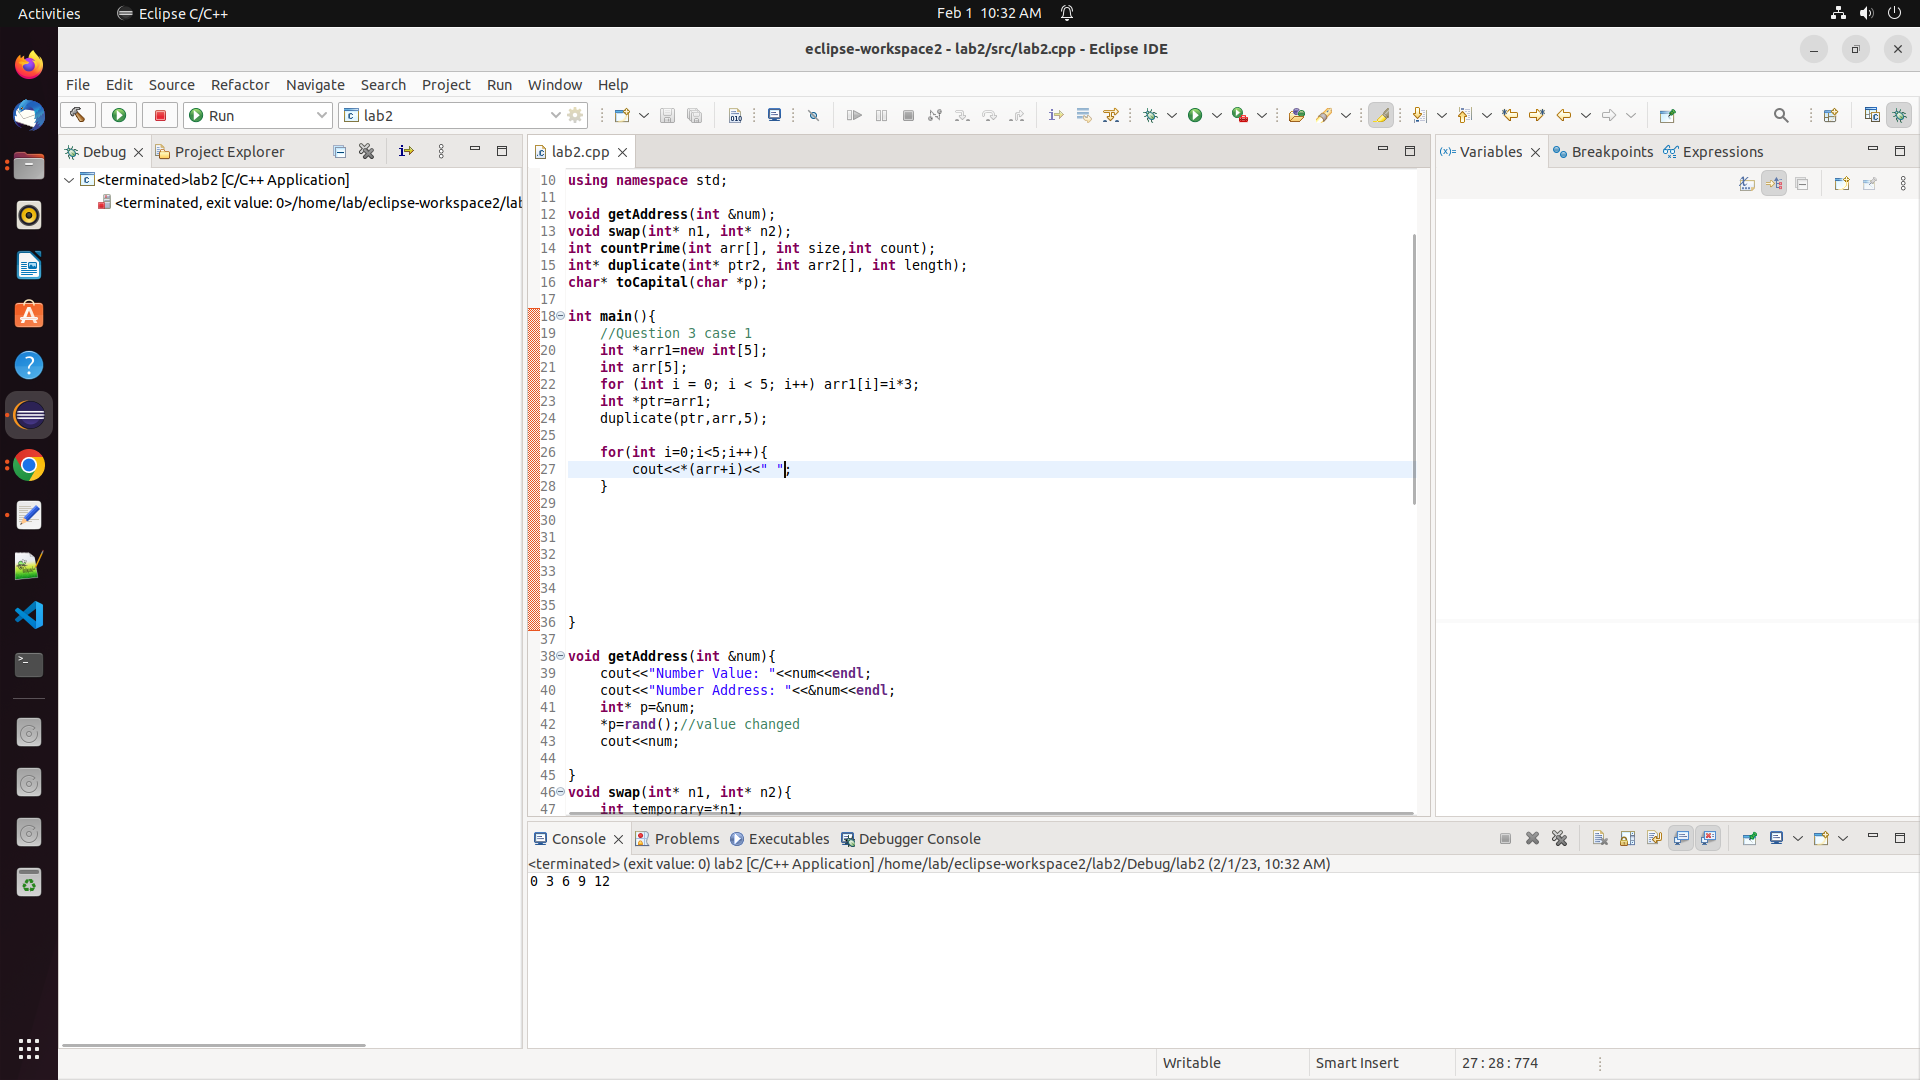 Activities Eclipse C/C++ Feb 1 10:32 AM
eclipse-workspace2 - lab2/src/lab2.cpp - Eclipse IDE
File Edit Source Refactor Navigate Search Project Run Window Help
Run lab2
Debug Project Explorer
<terminated>lab2 [C/C++ Application]
<terminated, exit value: 0>/home/lab/eclipse-workspace2/lab
lab2.cpp
10 using namespace std;
11
12 void getAddress(int &num);
13 void swap(int* n1, int* n2);
14 int countPrime(int arr[], int size,int count);
15 int* duplicate(int* ptr2, int arr2[], int length);
16 char* toCapital(char *p);
17
18 int main(){
19 //Question 3 case 1
20 int *arr1=new int[5];
21 int arr[5];
22 for (int i = 0; i < 5; i++) arr1[i]=i*3;
23 int *ptr=arr1;
24 duplicate(ptr,arr,5);
25
26 for(int i=0;i<5;i++){
27 cout<<*(arr+i)<<" ";
28 }
29
30
31
32
33
34
35
36 }
37
38 void getAddress(int &num){
39 cout<<"Number Value: "<<num<<endl;
40 cout<<"Number Address: "<<&num<<endl;
41 int* p=&num;
42 *p=rand();//value changed
43 cout<<num;
44
45 }
46 void swap(int* n1, int* n2){
47 int temporary=*n1;
Variables Breakpoints Expressions
Console Problems Executables Debugger Console
<terminated> (exit value: 0) lab2 [C/C++ Application] /home/lab/eclipse-workspace2/lab2/Debug/lab2 (2/1/23, 10:32 AM)
0 3 6 9 12
Writable Smart Insert 27 : 28 : 774